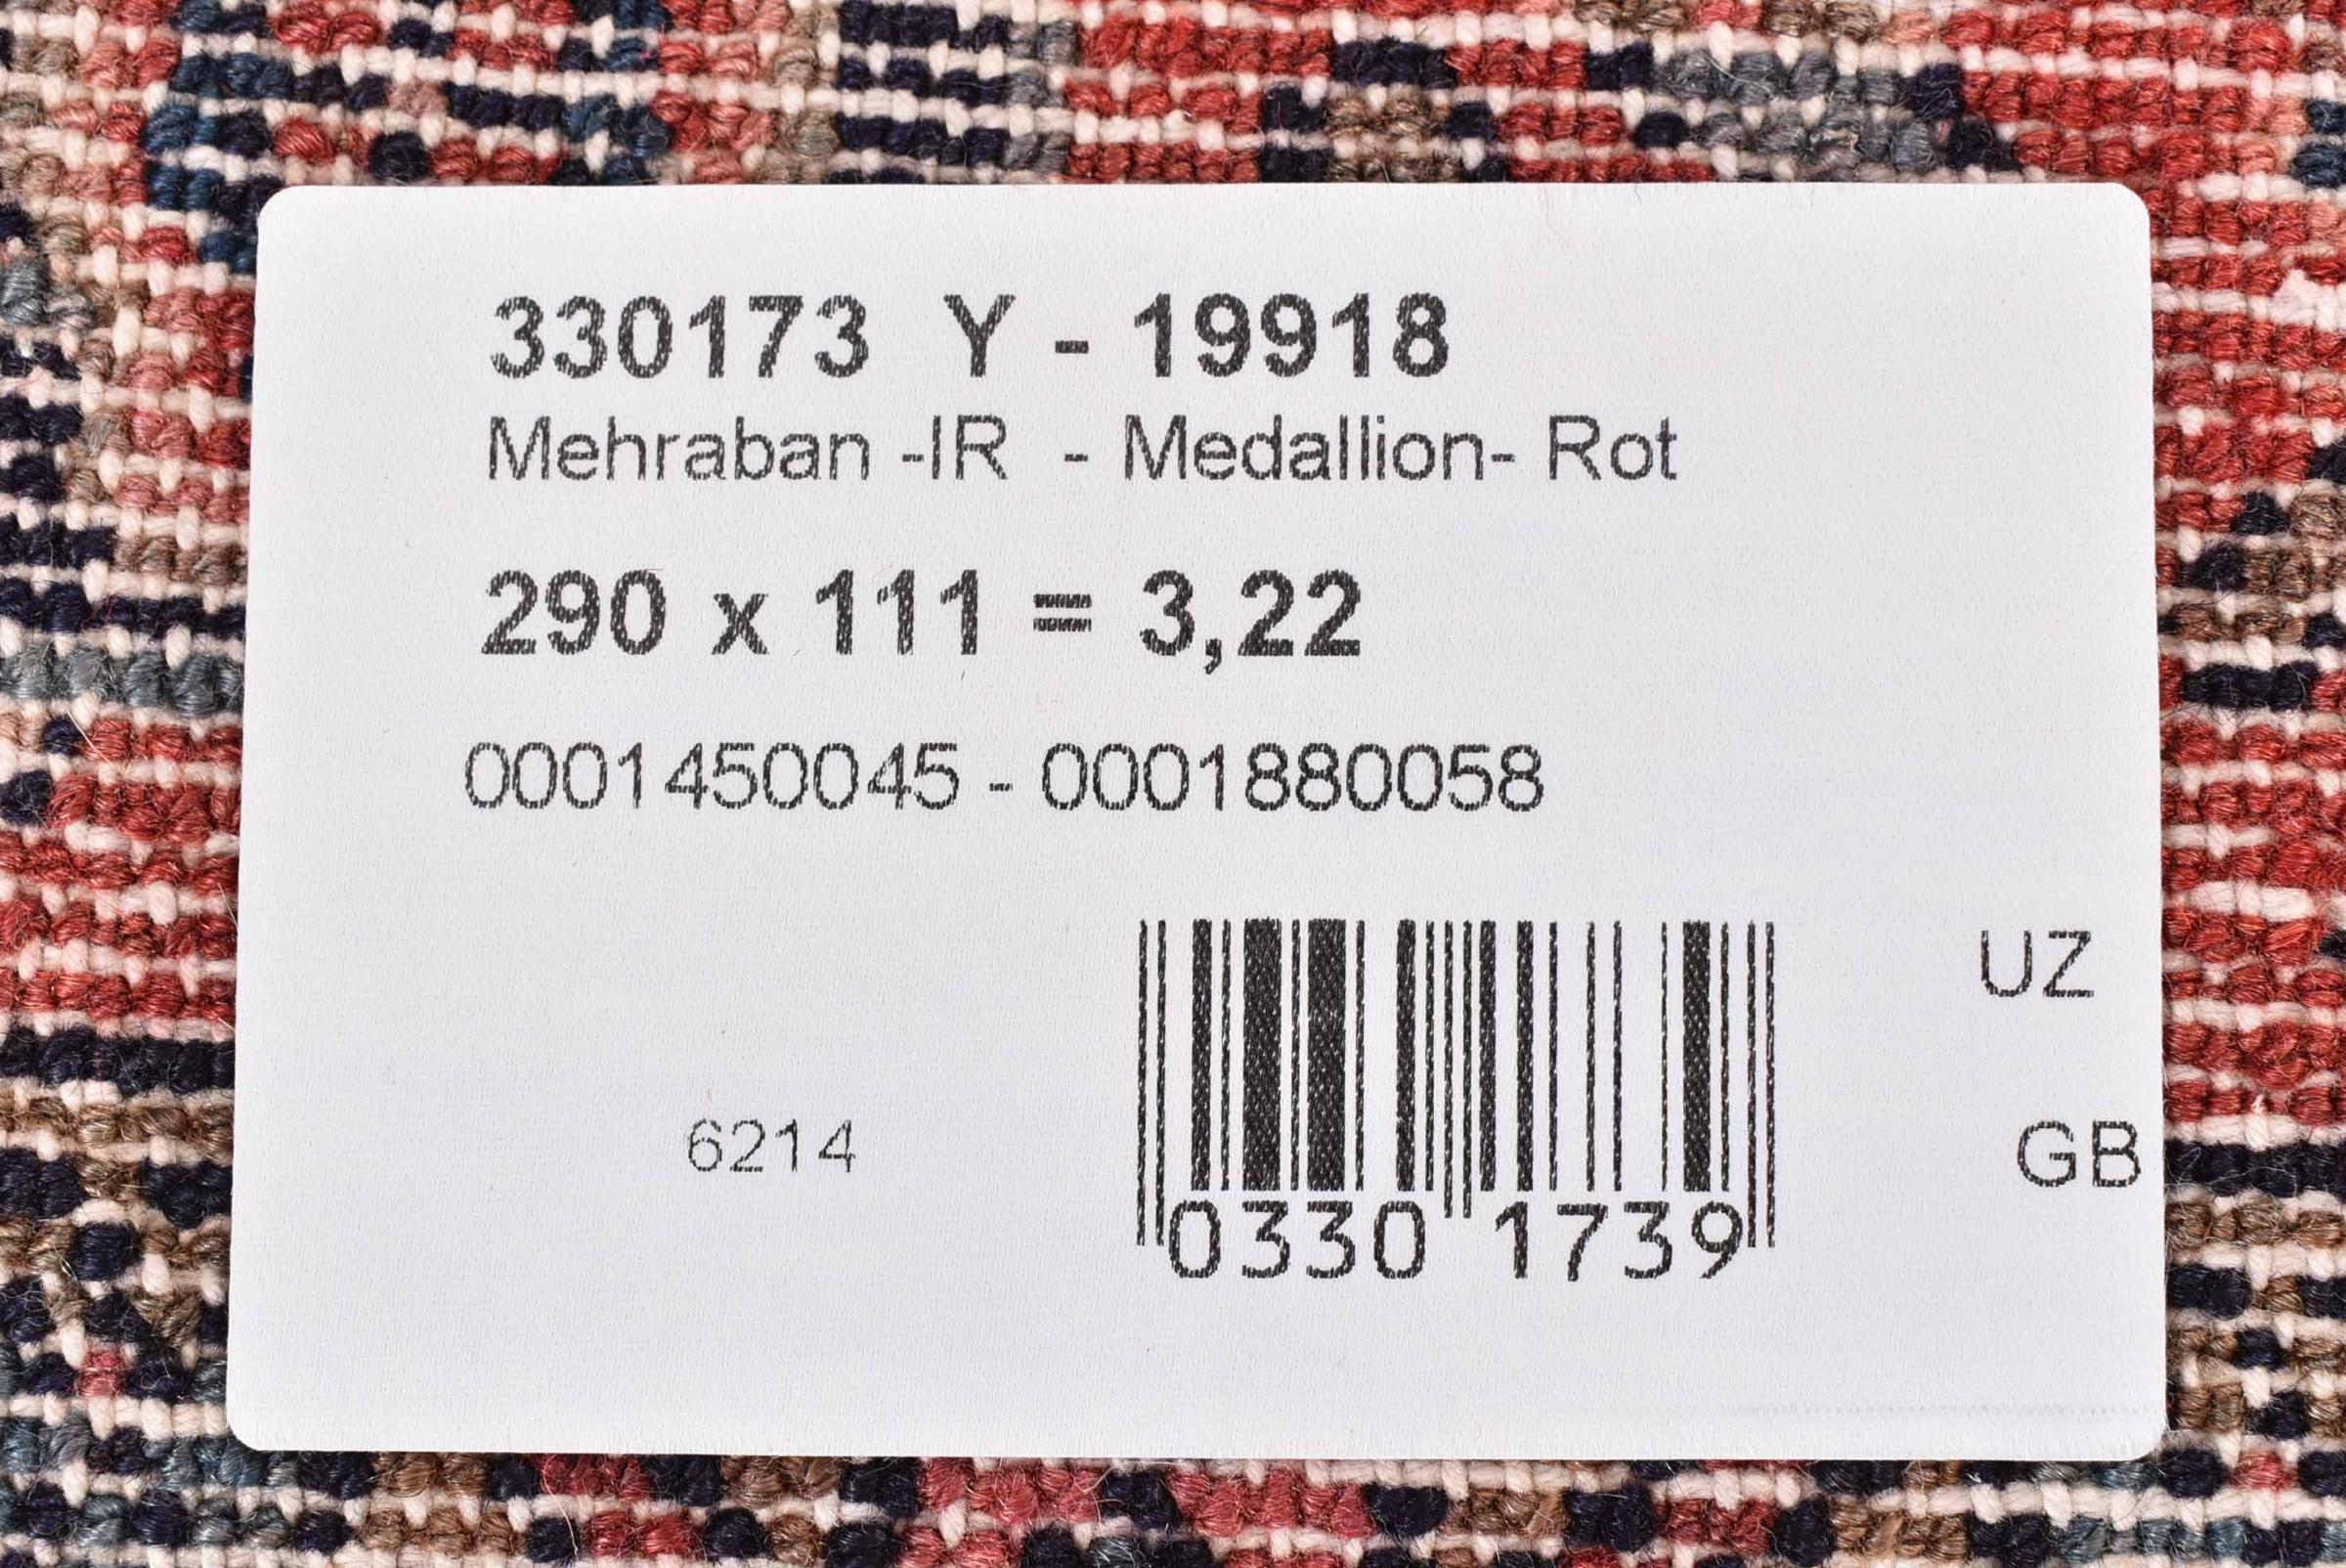 330173 Y - 19918
Mehraban -IR - Medallion- Rot
290 x 111 = 3,22
0001450045 - 0001880058
UZ
6214
GB
0330 1739